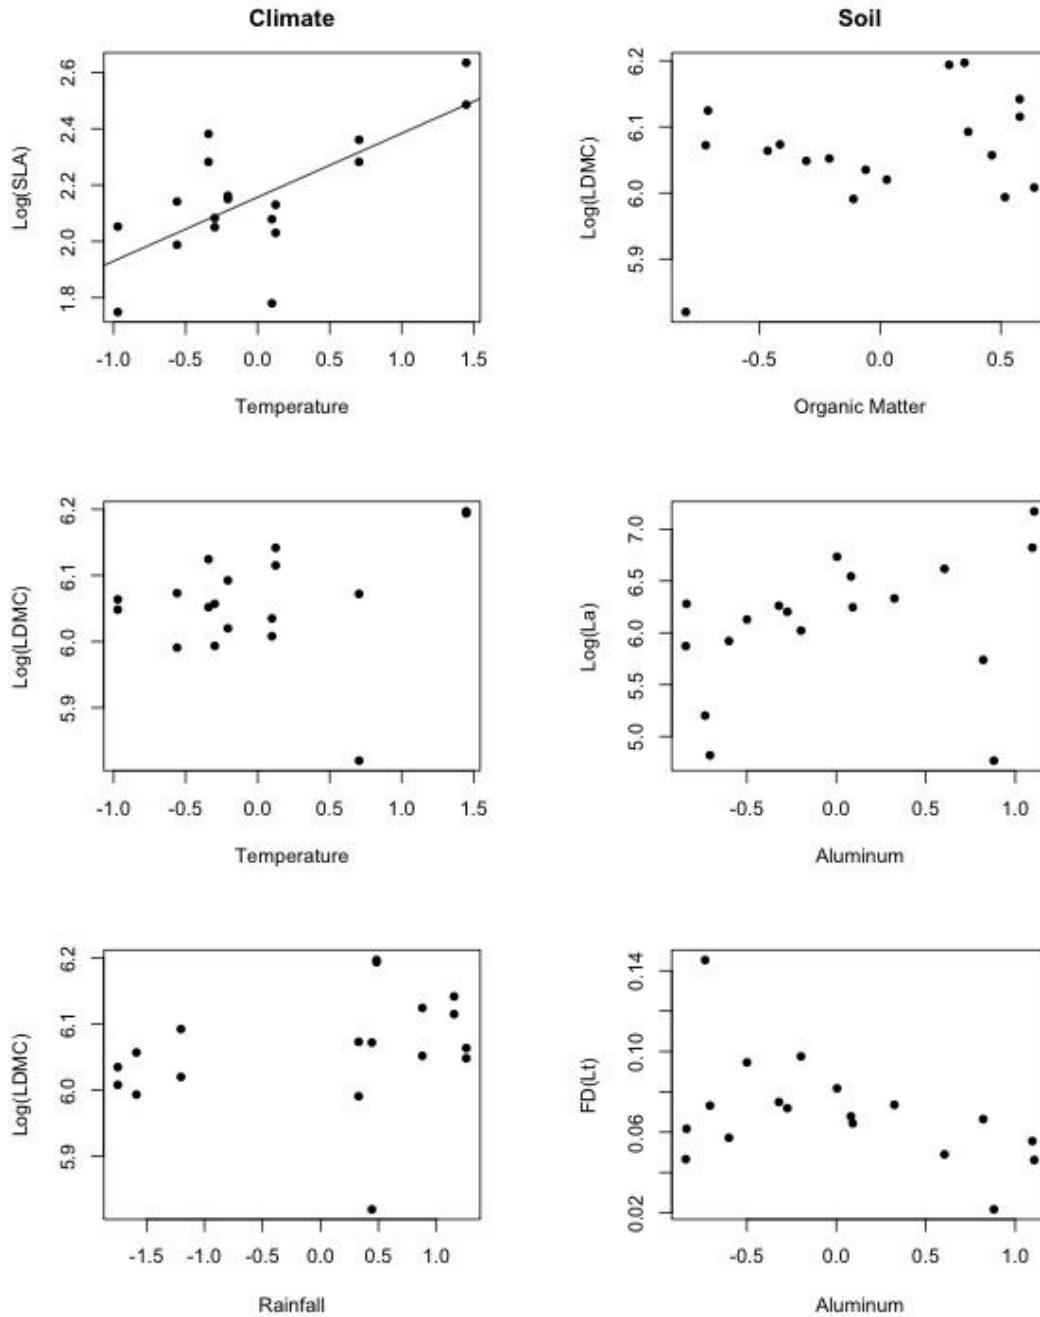 Climate
Soil
Log(SLA)
2.6
2.4
2.2
2.0
1.8
-1.0 -0.5 0.0 0.5 1.0 1.5
Temperature
Log(LDMC)
6.2
6.1
6.0
5.9
-0.5 0.0 0.5
Organic Matter
Log(LDMC)
6.2
6.1
6.0
5.9
-1.0 -0.5 0.0 0.5 1.0 1.5
Temperature
Log(La)
7.0
6.5
6.0
5.5
5.0
-0.5 0.0 0.5 1.0
Aluminum
Log(LDMC)
6.2
6.1
6.0
5.9
-1.5 -1.0 -0.5 0.0 0.5 1.0
Rainfall
FD(Lt)
0.14
0.10
0.06
0.02
-0.5 0.0 0.5 1.0
Aluminum